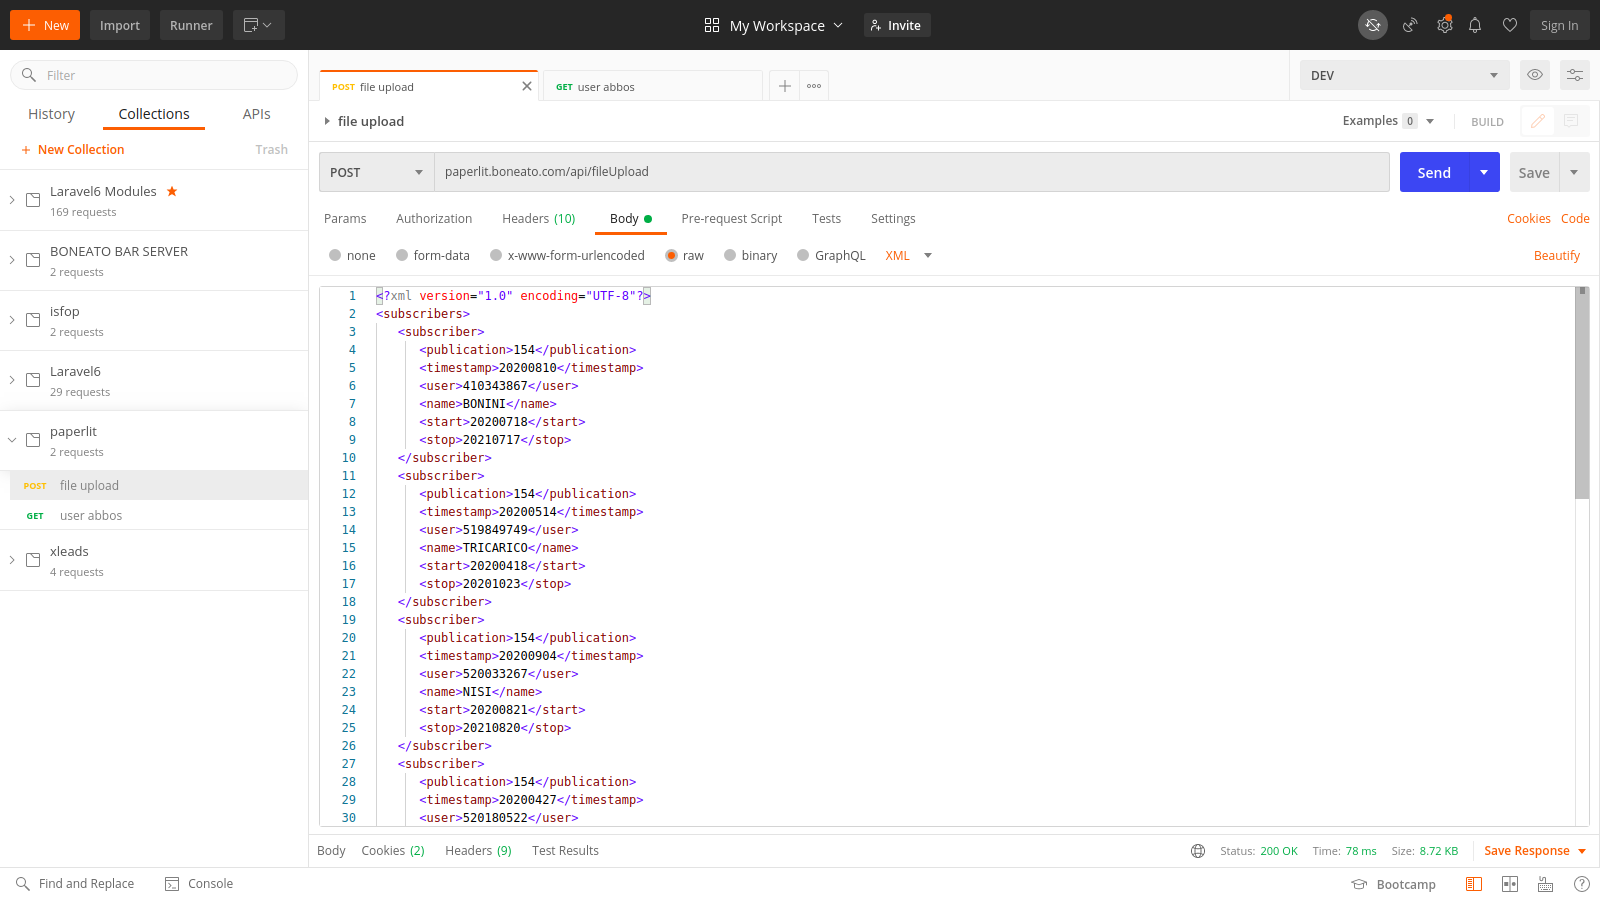 New Import Runner My Workspace Invite Sign In
Filter
History Collections APIs
+ New Collection Trash
Laravel6 Modules
169 requests
BONEATO BAR SERVER
2 requests
isfop
2 requests
Laravel6
29 requests
paperlit
2 requests
POST file upload
GET user abbos
xleads
4 requests
POST file upload GET user abbos DEV
file upload Examples 0 BUILD
POST paperlit.boneato.com/api/fileUpload Send Save
Params Authorization Headers (10) Body Pre-request Script Tests Settings Cookies Code
none form-data x-www-form-urlencoded raw binary GraphQL XML Beautify
1 <?xml version="1.0" encoding="UTF-8"?>
2 <subscribers>
3 <subscriber>
4 <publication>154</publication>
5 <timestamp>20200810</timestamp>
6 <user>410343867</user>
7 <name>BONINI</name>
8 <start>20200718</start>
9 <stop>20210717</stop>
10 </subscriber>
11 <subscriber>
12 <publication>154</publication>
13 <timestamp>20200514</timestamp>
14 <user>519849749</user>
15 <name>TRICARICO</name>
16 <start>20200418</start>
17 <stop>20201023</stop>
18 </subscriber>
19 <subscriber>
20 <publication>154</publication>
21 <timestamp>20200904</timestamp>
22 <user>520033267</user>
23 <name>NISI</name>
24 <start>20200821</start>
25 <stop>20210820</stop>
26 </subscriber>
27 <subscriber>
28 <publication>154</publication>
29 <timestamp>20200427</timestamp>
30 <user>520180522</user>
Body Cookies (2) Headers (9) Test Results Status: 200 OK Time: 78 ms Size: 8.72 KB Save Response
Find and Replace Console Bootcamp